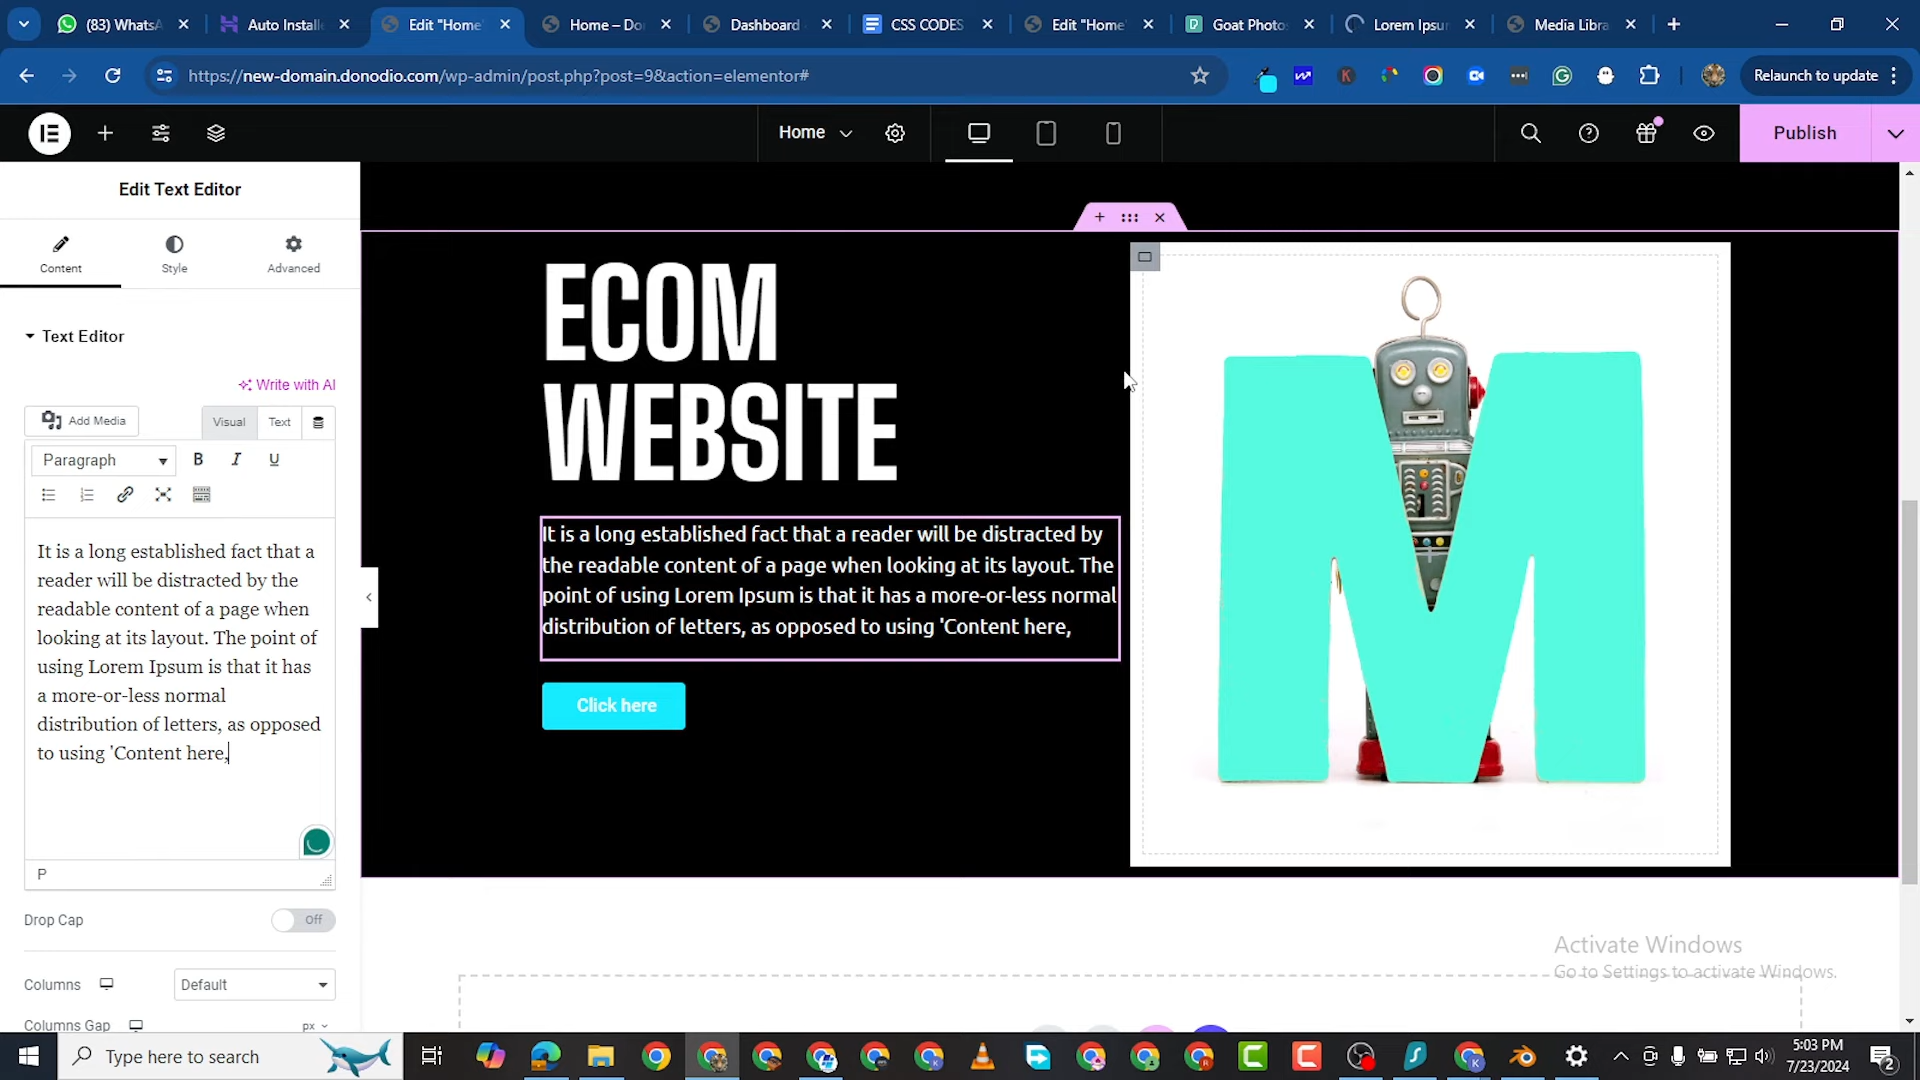 (83) WhatsA
Auto Installe
Edit "Home"
Home – Do
Dashboard
CSS CODES
Edit "Home"
Goat Photos
Lorem Ipsu
Media Libra
https://new-domain.donodio.com/wp-admin/post.php?post=9&action=elementor#
Relaunch to update
Home
Publish
Edit Text Editor
Content
Style
Advanced
Text Editor
Write with AI
Add Media
Visual
Text
Paragraph
B
I
U
It is a long established fact that a
reader will be distracted by the
readable content of a page when
looking at its layout. The point of
using Lorem Ipsum is that it has
a more-or-less normal
distribution of letters, as opposed
to using 'Content here,
P
Drop Cap
Off
Columns
Default
Columns Gap
px
ECOM
WEBSITE
It is a long established fact that a reader will be distracted by
the readable content of a page when looking at its layout. The
point of using Lorem Ipsum is that it has a more-or-less normal
distribution of letters, as opposed to using 'Content here,
Click here
M
Activate Windows
Go to Settings to activate Windows.
Type here to search
5:03 PM
7/23/2024
2